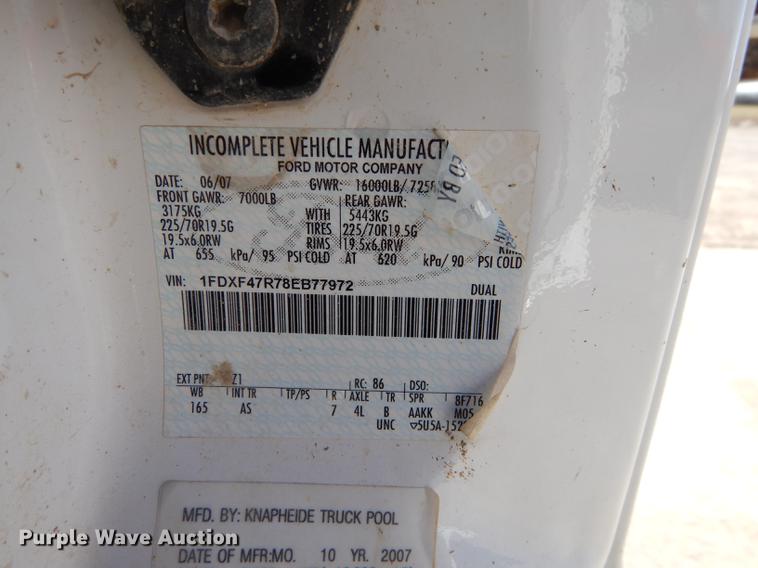 INCOMPLETE VEHICLE MANUFACT
FORD MOTOR COMPANY
DATE: 06/07 GVWR: 16000LB/
FRONT GAWR: 7000LB REAR GAWR:
3175KG WITH 5443KG
225/70R19.5G TIRES 225/70R19.5G
19.5x6.0RW RIMS 19.5x6.0RW
AT 655 kPa/ 95 PSI COLD AT 620 kPa/ 90 PSI COLD
VIN: 1FDXF47R78EB77972 DUAL
EXT PNT: Z1 RC: 86 DSO:
WB INT TR TP/PS R AXLE TR SPR 8F716
165 AS 7 4L B AAKK M05
UNC
MFD. BY: KNAPHEIDE TRUCK POOL
DATE OF MFR:MO. 10 YR. 2007
Purple Wave Auction